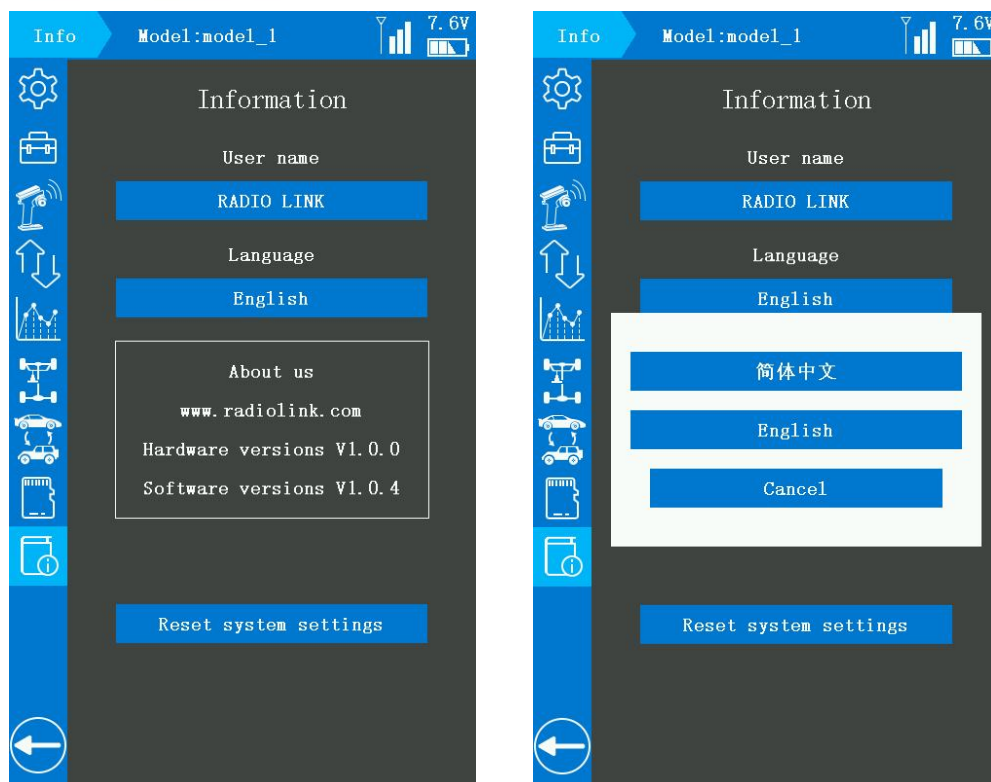 Info
Model:model_1
7.6V
Information
User name
RADIO LINK
Language
English
About us
www.radiolink.com
Hardware versions V1.0.0
Software versions V1.0.4
Reset system settings
Info
Model:model_1
7.6V
Information
User name
RADIO LINK
Language
English
简体中文
English
Cancel
Reset system settings